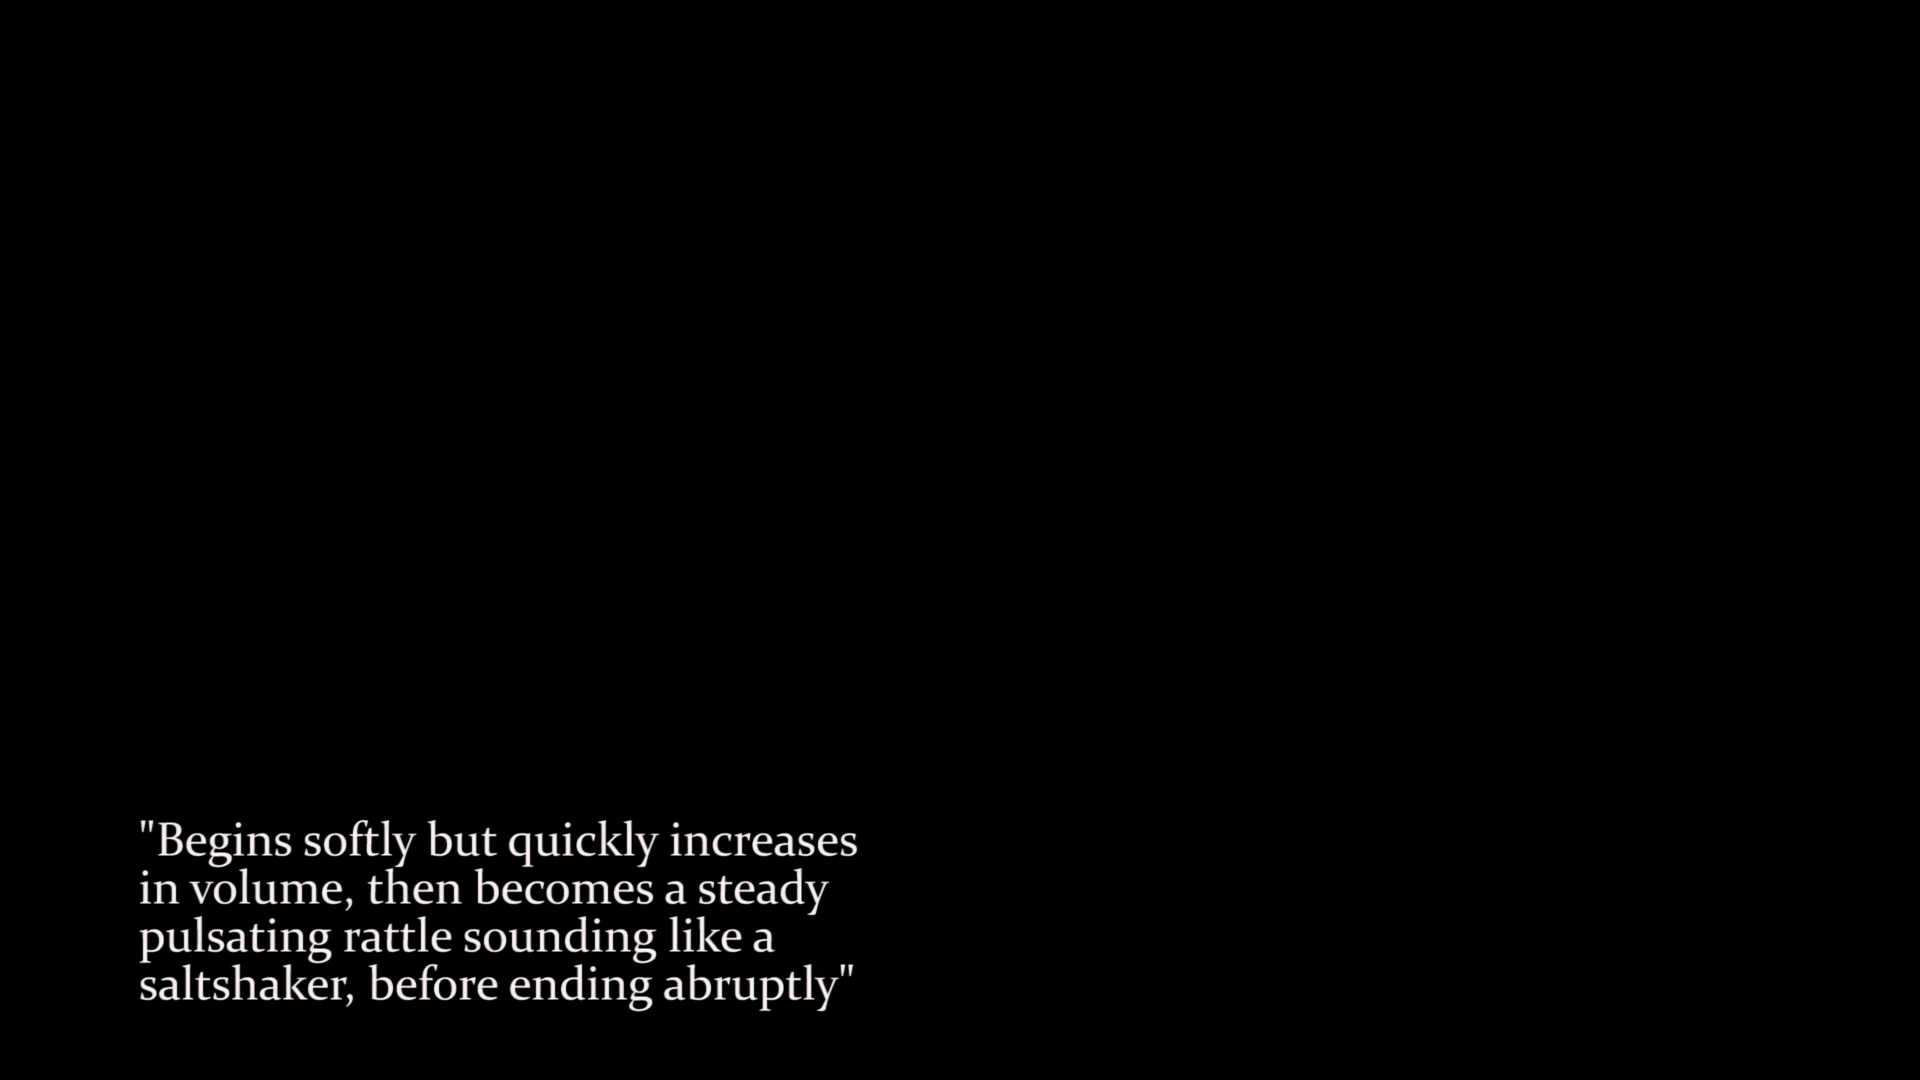 "Begins softly but quickly increases
in volume, then becomes a steady
pulsating rattle sounding like a
saltshaker, before ending abruptly"